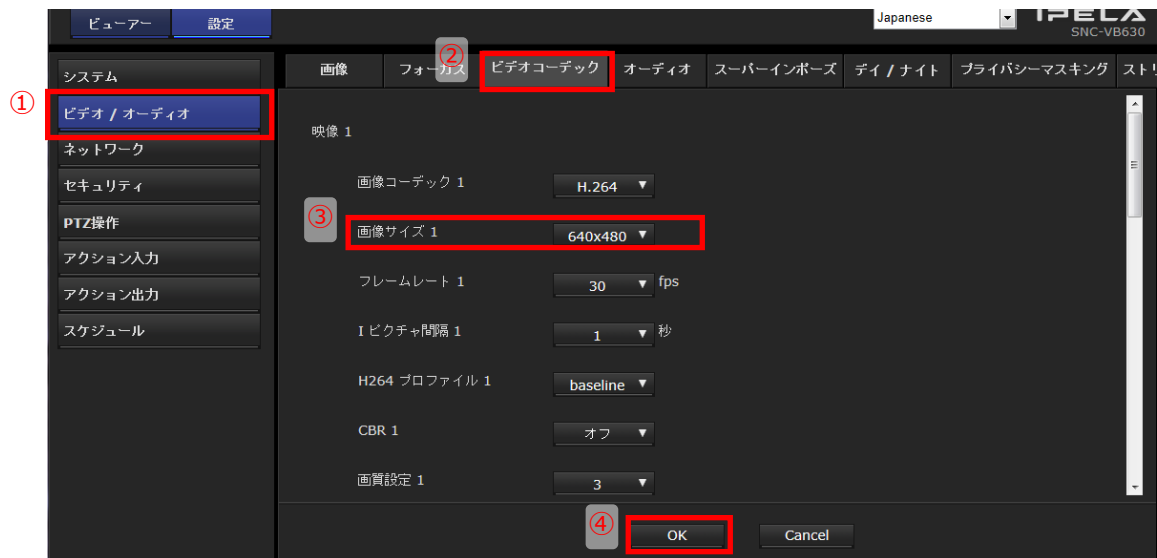 ビューアー 設定 Japanese IPELA
SNC-VB630
②
システム 画像 フォーカス ビデオコーデック オーディオ スーパーインポーズ デイ / ナイト プライバシーマスキング
①
ビデオ / オーディオ
映像 1
ネットワーク
セキュリティ
画像コーデック 1 H.264
PTZ操作
③
画像サイズ 1 640x480
アクション入力
アクション出力
フレームレート 1 30 fps
スケジュール
I ピクチャ間隔 1 1 秒
H264 プロファイル 1 baseline
CBR 1 オフ
画質設定 1 3
④
OK Cancel